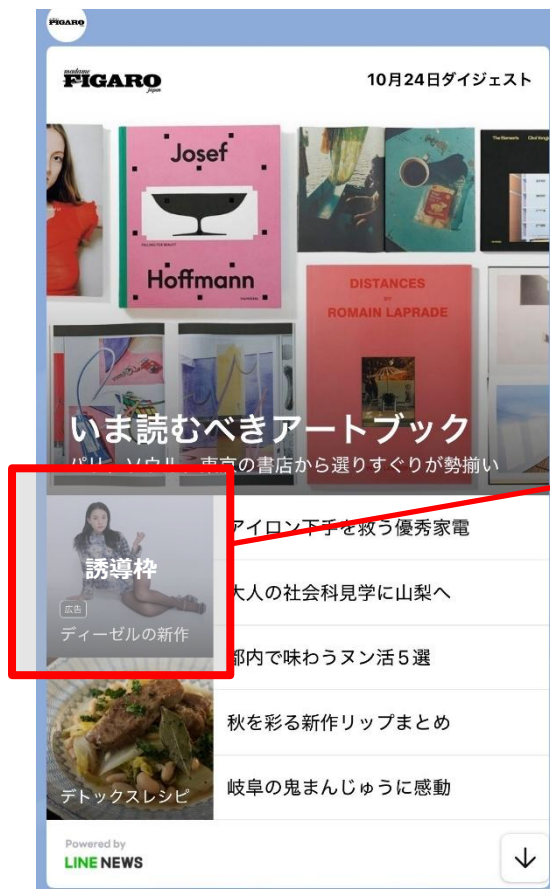 FIGARO
madame
FIGARO
japon
10月24日ダイジェスト
Josef
Hoffmann
DISTANCES
BY
ROMAIN LAPRADE
いま読むべきアートブック
パリ、ソウル、東京の書店から選りすぐりが勢揃い
誘導枠
広告
ディーゼルの新作
アイロン下手を救う優秀家電
大人の社会科見学に山梨へ
都内で味わうヌン活5選
デトックスレシピ
秋を彩る新作リップまとめ
岐阜の鬼まんじゅうに感動
Powered by
LINE NEWS